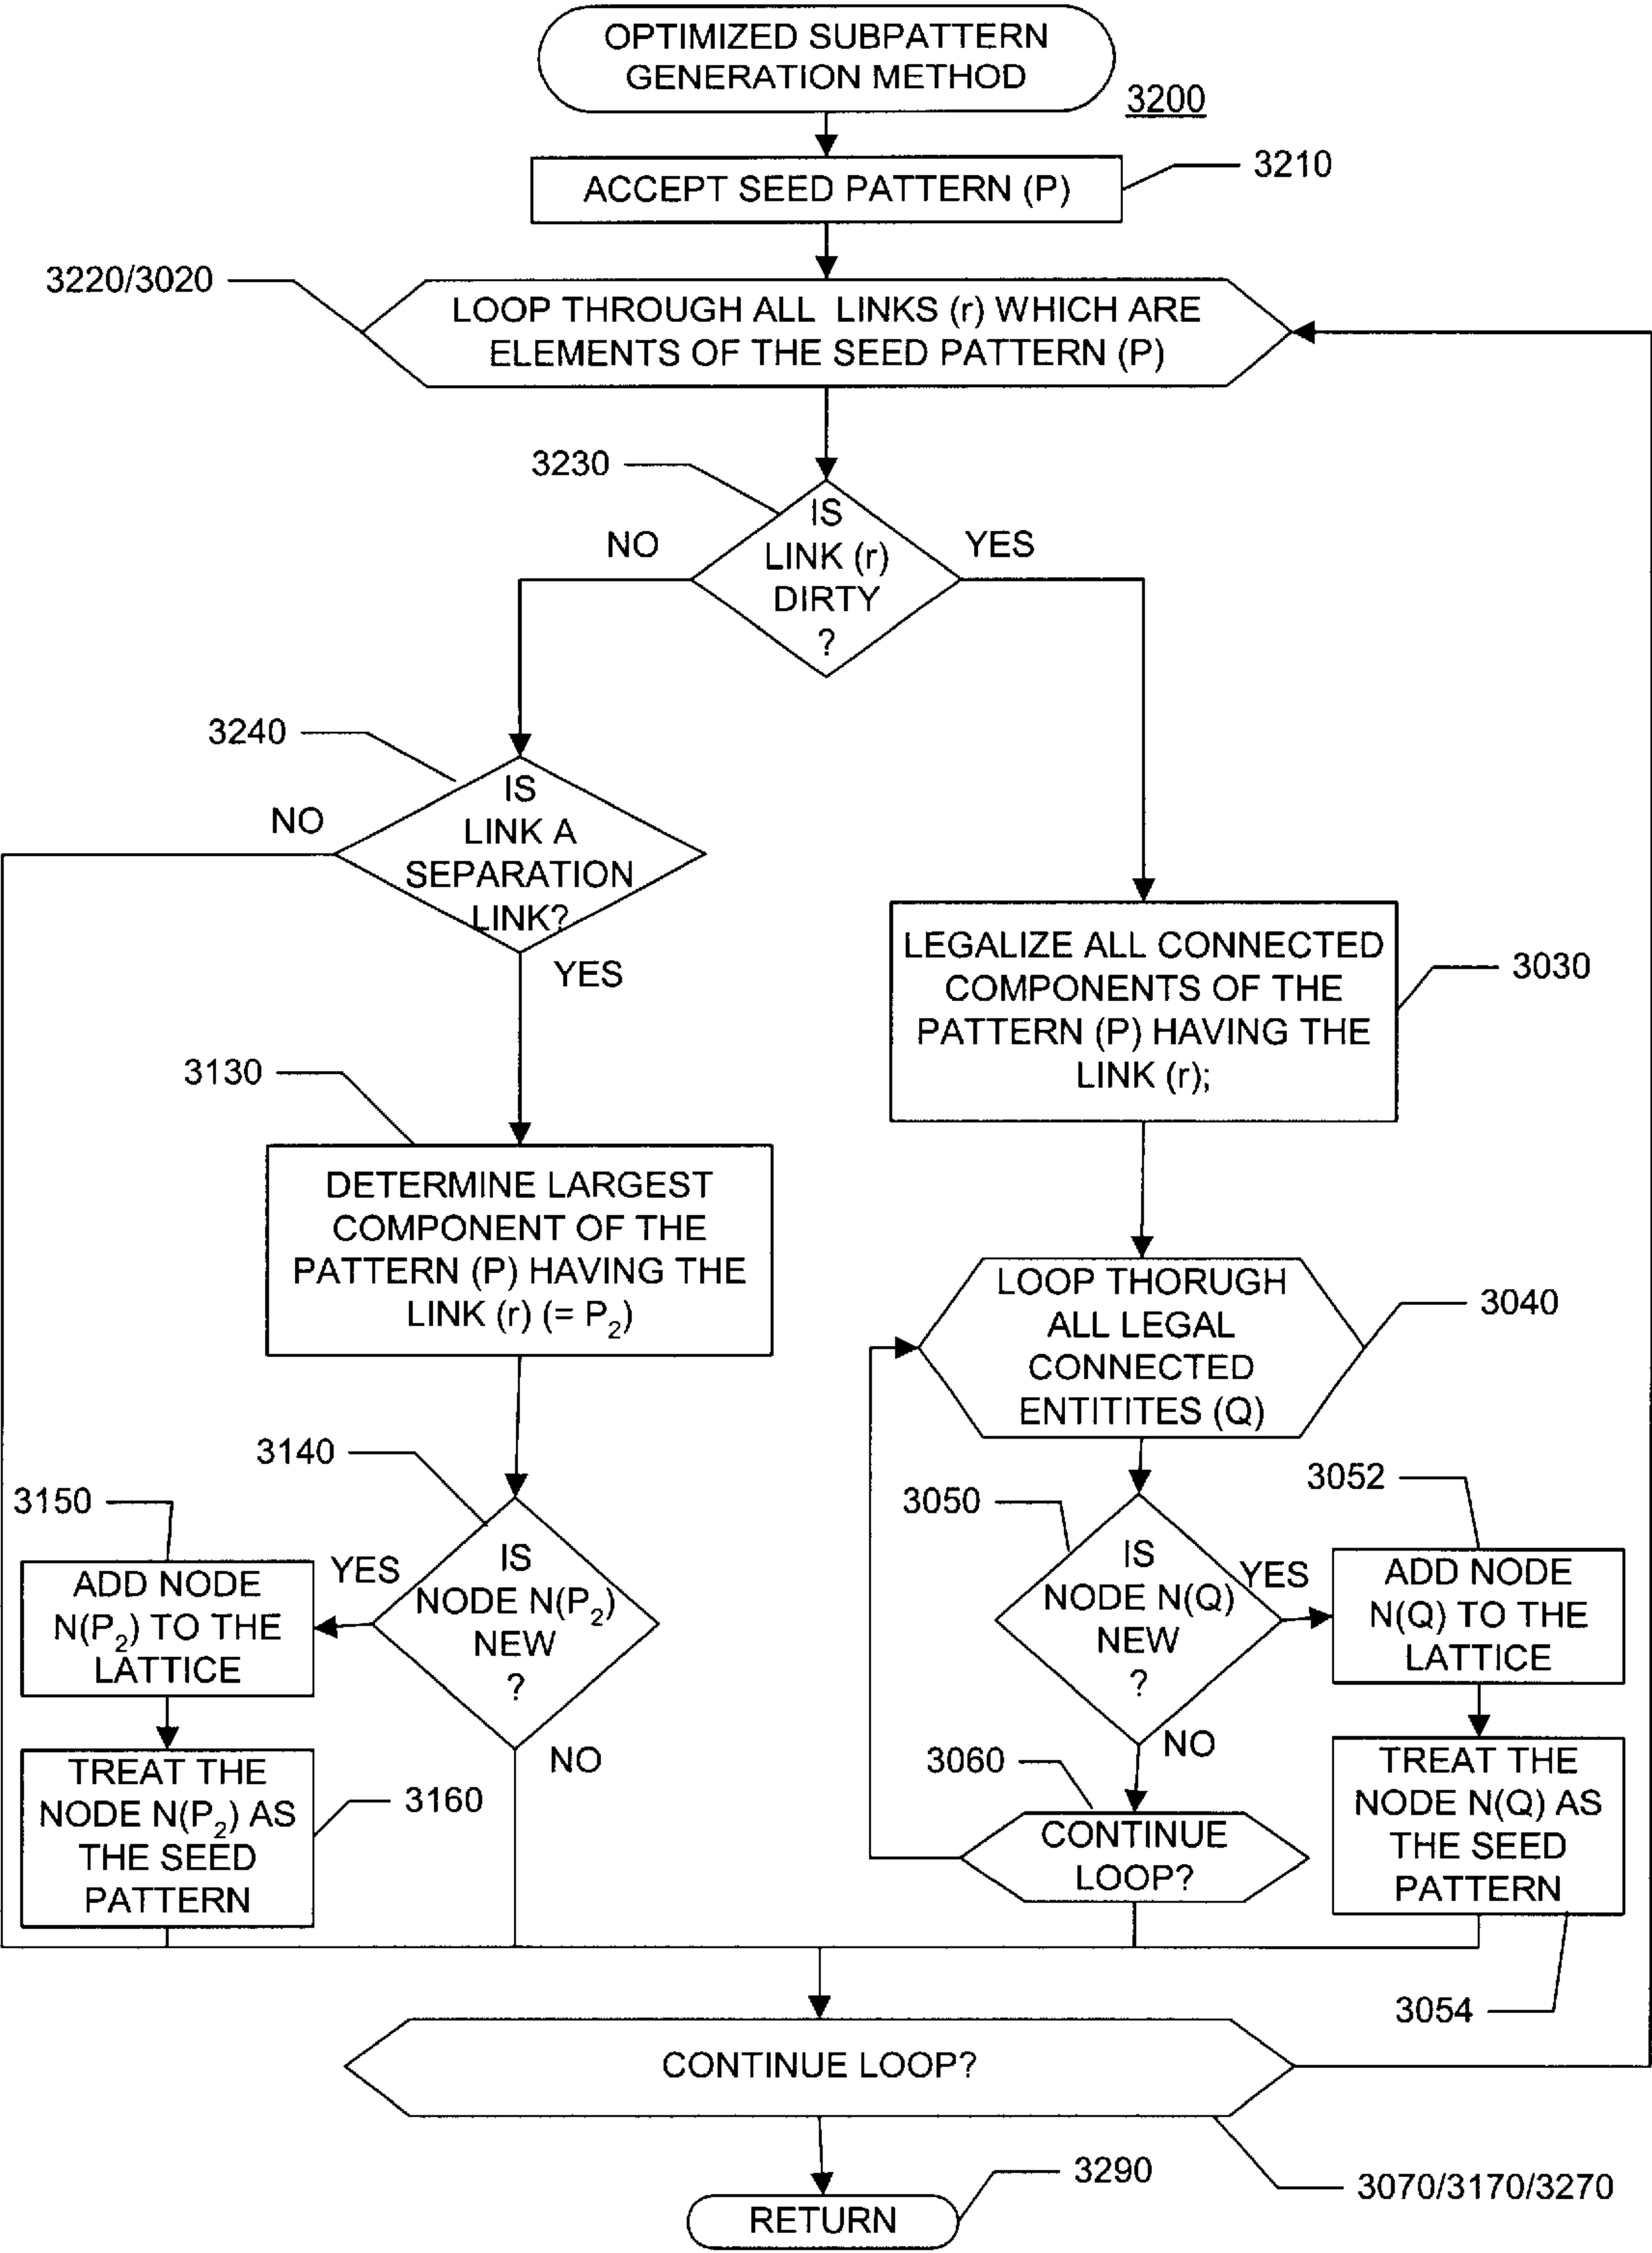 OPTIMIZED SUBPATTERN
GENERATION METHOD
3200
ACCEPT SEED PATTERN (P)
3210
3220/3020
LOOP THROUGH ALL LINKS (r) WHICH ARE
ELEMENTS OF THE SEED PATTERN (P)
3230
IS
LINK (r)
DIRTY
?
NO
YES
3240
IS
LINK A
SEPARATION
LINK?
NO
YES
LEGALIZE ALL CONNECTED
COMPONENTS OF THE
PATTERN (P) HAVING THE
LINK (r);
3030
3130
DETERMINE LARGEST
COMPONENT OF THE
PATTERN (P) HAVING THE
LINK (r) (= P2)
LOOP THORUGH
ALL LEGAL
CONNECTED
ENTITITES (Q)
3040
3140
IS
NODE N(P2)
NEW
?
YES
NO
3150
ADD NODE
N(P2) TO THE
LATTICE
TREAT THE
NODE N(P2) AS
THE SEED
PATTERN
3160
3050
IS
NODE N(Q)
NEW
?
YES
NO
3052
ADD NODE
N(Q) TO THE
LATTICE
3060
CONTINUE
LOOP?
TREAT THE
NODE N(Q) AS
THE SEED
PATTERN
3054
CONTINUE LOOP?
3070/3170/3270
RETURN
3290